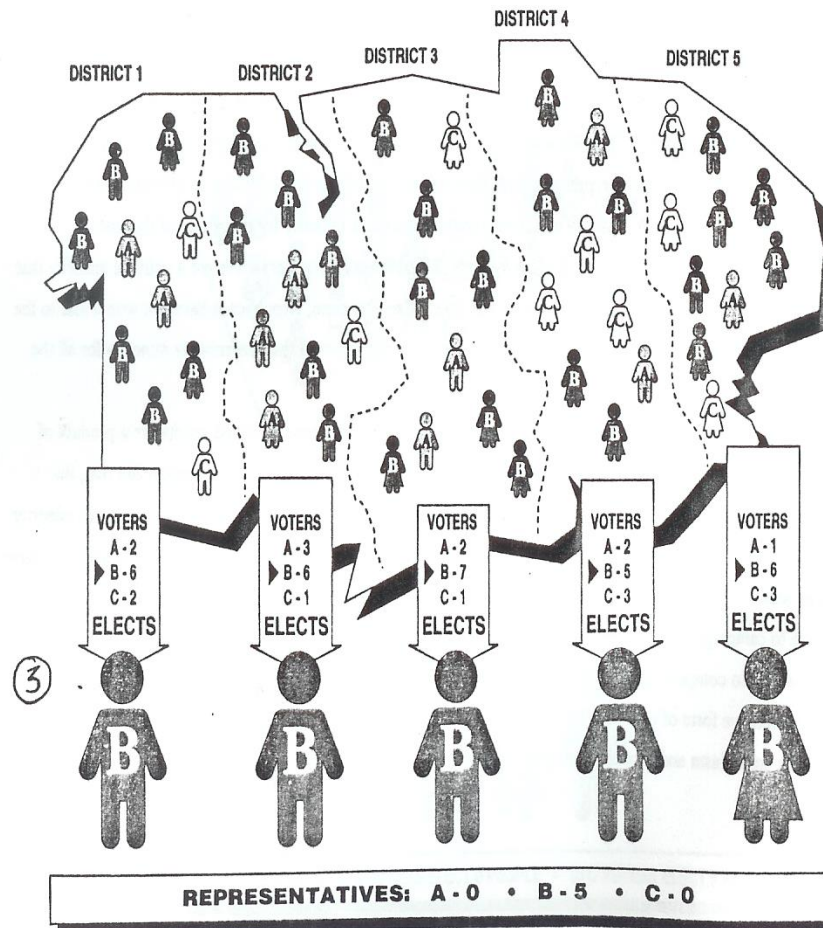 DISTRICT 1
DISTRICT 2
DISTRICT 3
DISTRICT 4
DISTRICT 5
B B B A C A B B B C
B B B B A A C B A B
B C B B B A B A B B
B A B B C C C B A B
C B B C B B B A B C
VOTERS
A - 2
B - 6
C - 2
ELECTS
VOTERS
A - 3
B - 6
C - 1
ELECTS
VOTERS
A - 2
B - 7
C - 1
ELECTS
VOTERS
A - 2
B - 5
C - 3
ELECTS
VOTERS
A - 1
B - 6
C - 3
ELECTS
3
B B B B B
REPRESENTATIVES: A - 0 • B - 5 • C - 0